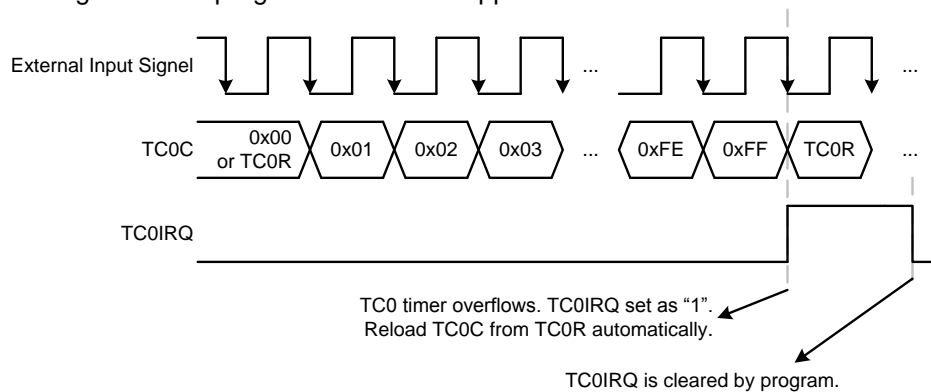 External Input Signel
...
...
TC0C
0x00
or TC0R
0x01
0x02
0x03
...
0xFE
0xFF
TC0R
...
TC0IRQ
TC0 timer overflows. TC0IRQ set as “1”.
Reload TC0C from TC0R automatically.
TC0IRQ is cleared by program.